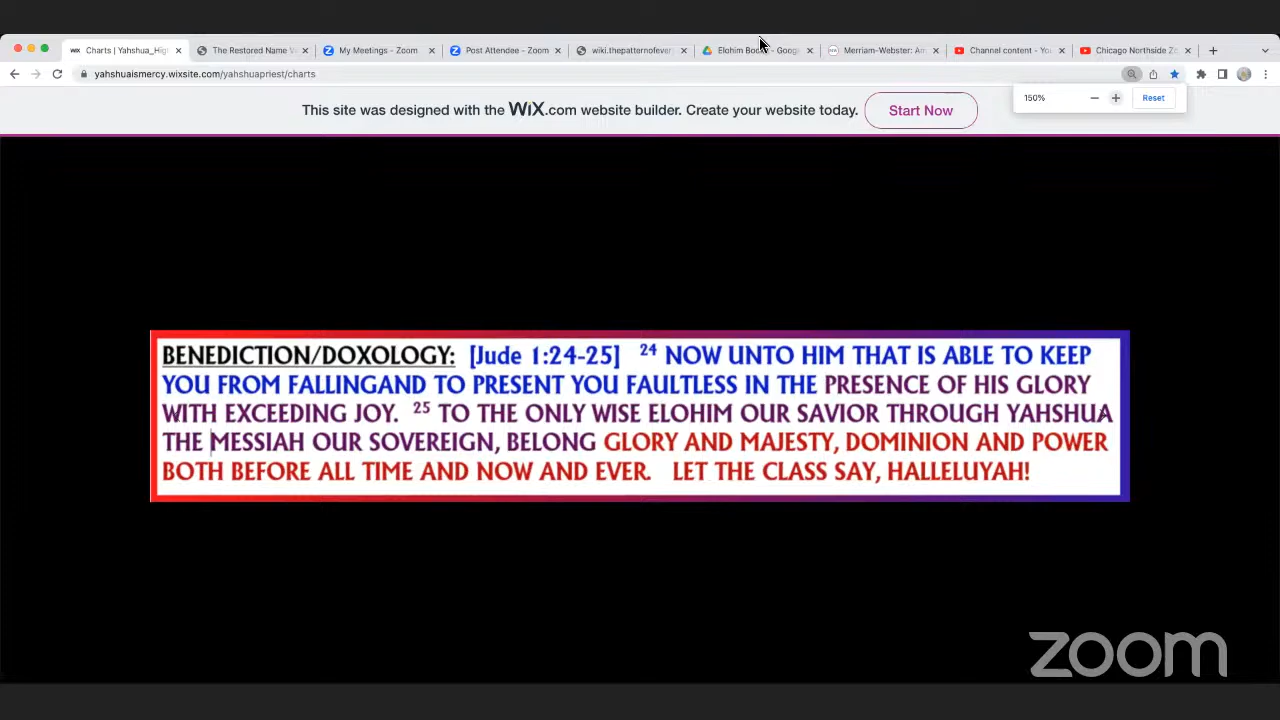 Charts | Yahshua_Hig
The Restored Name V
My Meetings - Zoom
Post Attendee - Zoom
wiki.thepatternofever
Elohim Boo - Goog
Merriam-Webster: Am
Channel content - Yo
Chicago Northside Z
yahshuaismercy.wixsite.com/yahshuapriest/charts
150%
Reset
This site was designed with the WiX.com website builder. Create your website today.
Start Now
BENEDICTION/DOXOLOGY: [Jude 1:24-25] 24 NOW UNTO HIM THAT IS ABLE TO KEEP
YOU FROM FALLINGAND TO PRESENT YOU FAULTLESS IN THE PRESENCE OF HIS GLORY
WITH EXCEEDING JOY. 25 TO THE ONLY WISE ELOHIM OUR SAVIOR THROUGH YAHSHUA
THE MESSIAH OUR SOVEREIGN, BELONG GLORY AND MAJESTY, DOMINION AND POWER
BOTH BEFORE ALL TIME AND NOW AND EVER. LET THE CLASS SAY, HALLELUYAH!
zoom